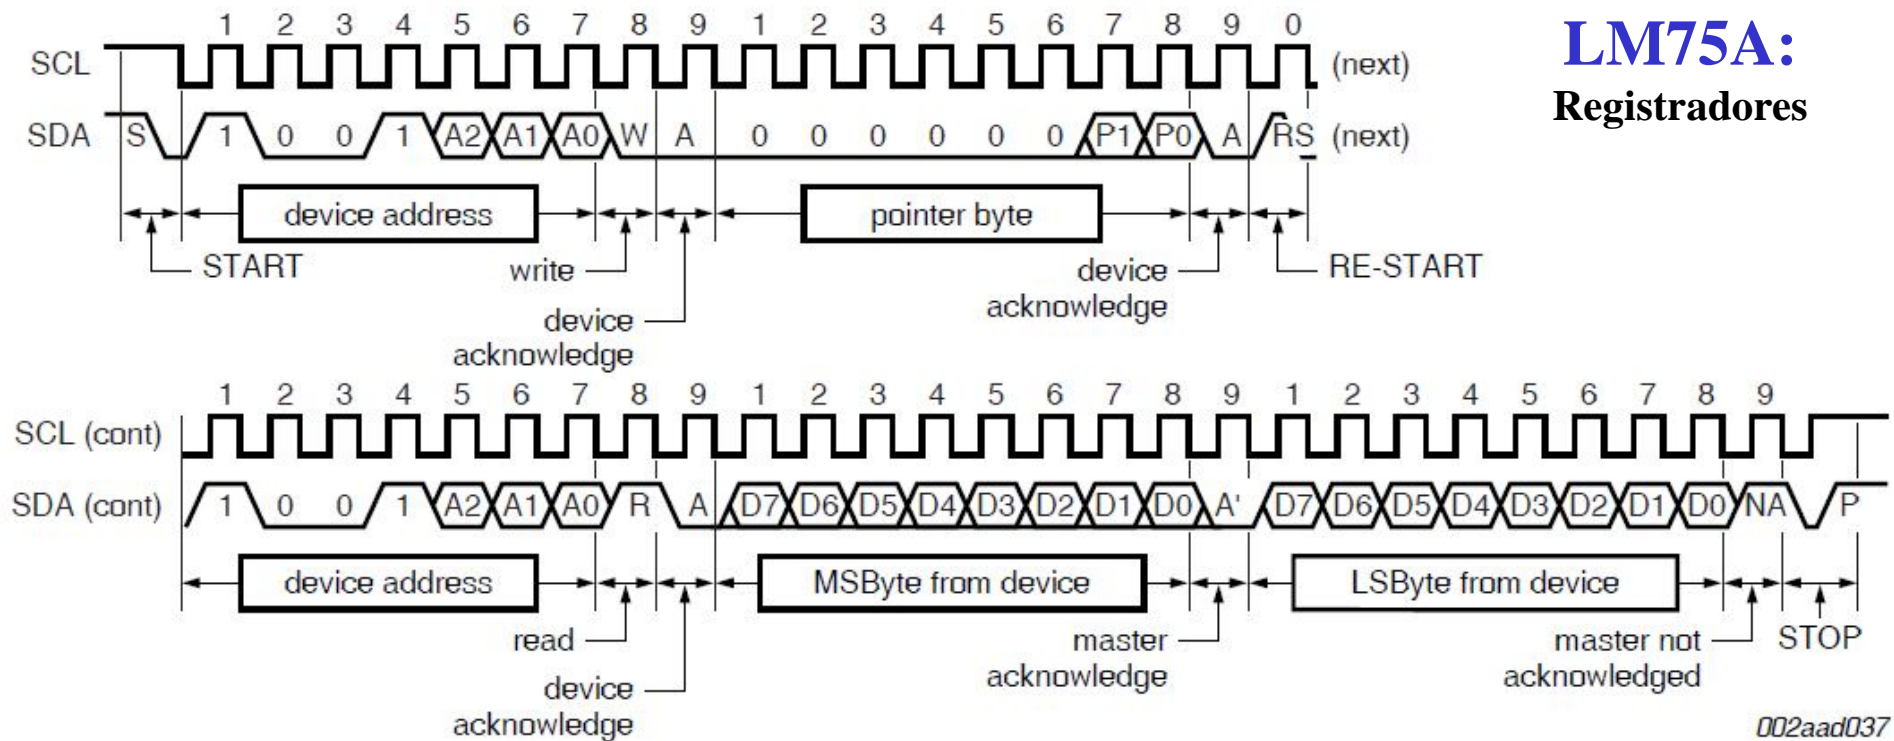 LM75A:
Registradores
1 2 3 4 5 6 7 8 9 1 2 3 4 5 6 7 8 9 0
SCL (next)
SDA S 1 0 0 1 A2 A1 A0 W A 0 0 0 0 0 0 P1 P0 A RS (next)
device address pointer byte
START write device RE-START
acknowledge
device
acknowledge
1 2 3 4 5 6 7 8 9 1 2 3 4 5 6 7 8 9 1 2 3 4 5 6 7 8 9
SCL (cont)
SDA (cont) 1 0 0 1 A2 A1 A0 R A D7 D6 D5 D4 D3 D2 D1 D0 A' D7 D6 D5 D4 D3 D2 D1 D0 NA P
device address MSByte from device LSByte from device
read master master not STOP
acknowledge acknowledged
device
acknowledge
002aad037